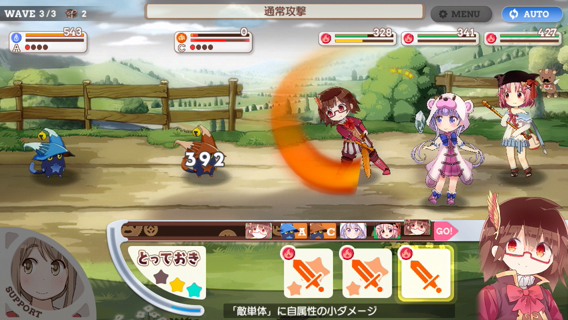 WAVE 3/3 2
通常攻撃
MENU
AUTO
543
A
0
C
328
341
427
392
A
C
GO!
とっておき
SUPPORT
「敵単体」に自属性の小ダメージ